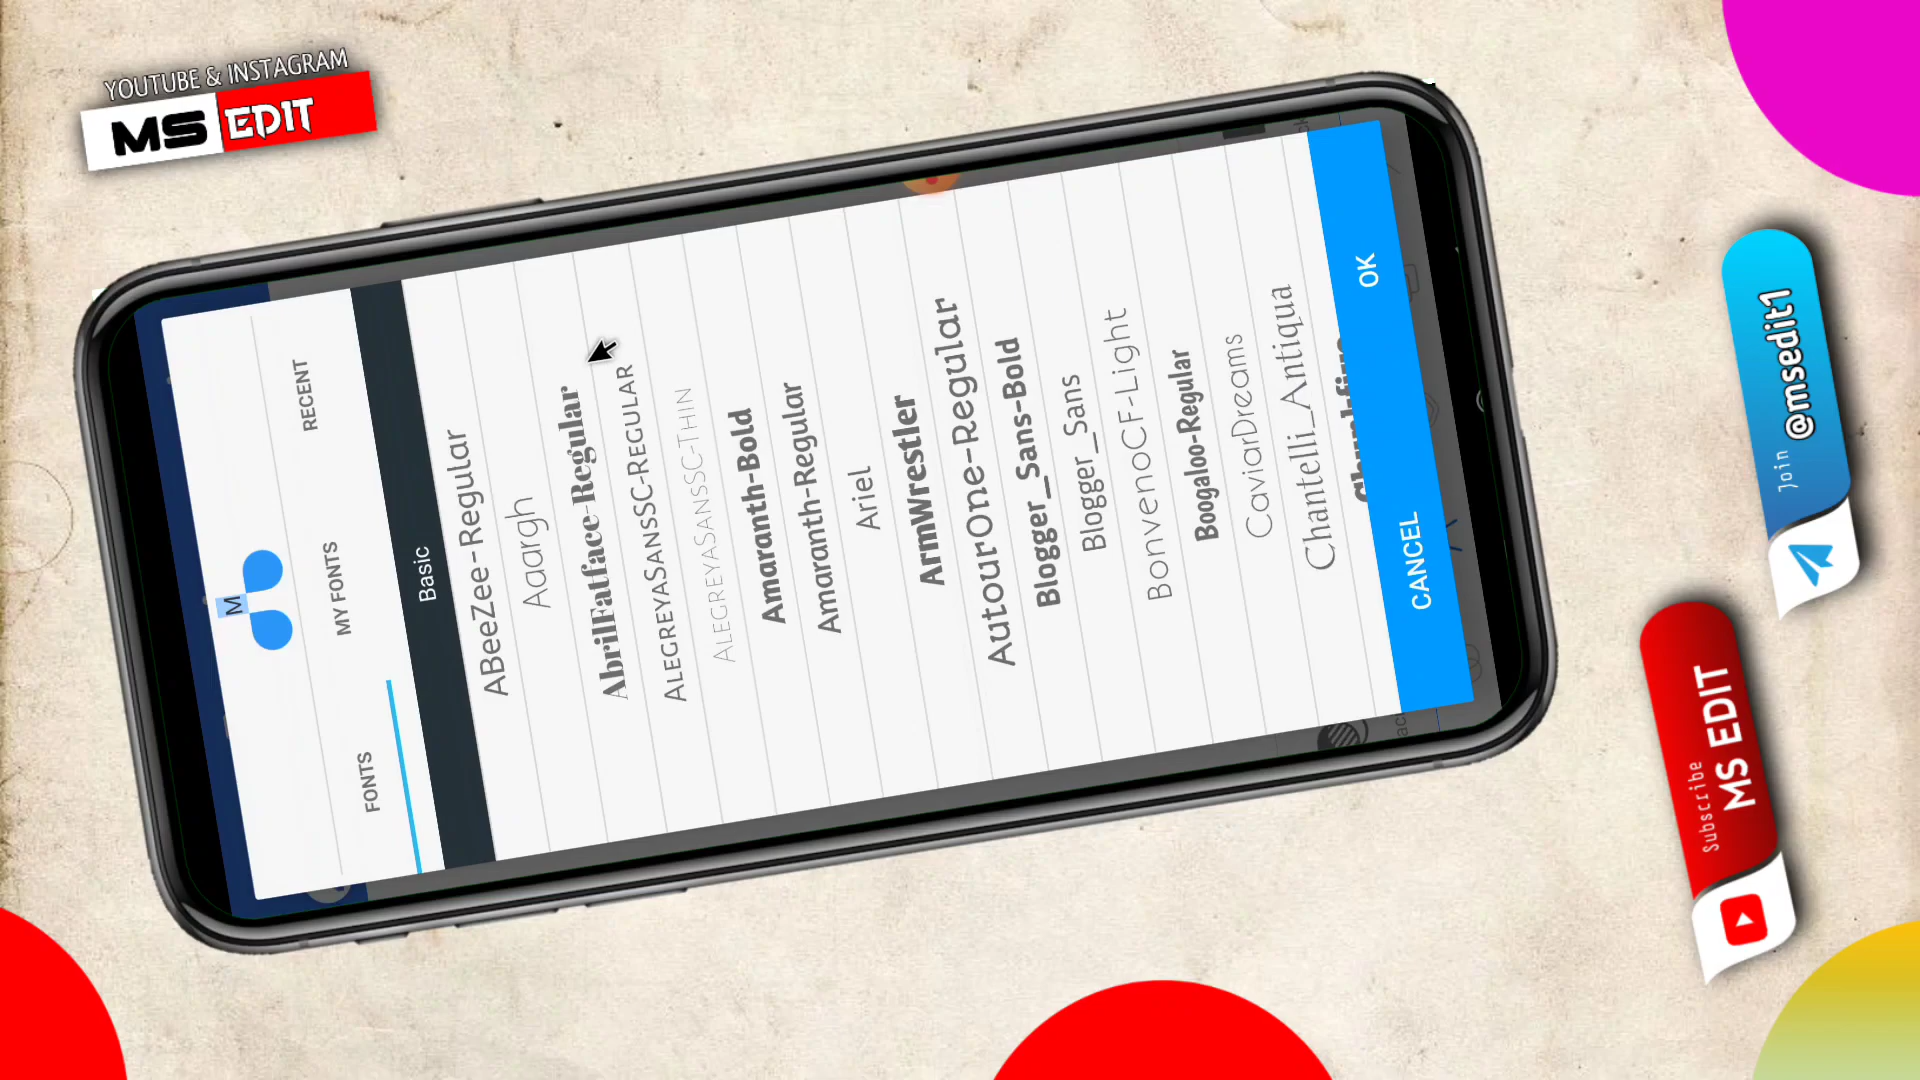 YOUTUBE & INSTAGRAM
MS EDIT
M
FONTS
MY FONTS
RECENT
Basic
ABeeZee-Regular
Aaargh
AbrilFatface-Regular
AlegreyaSansSC-Regular
AlegreyaSansSC-Thin
Amaranth-Bold
Amaranth-Regular
Ariel
ArmWrestler
AutourOne-Regular
Blogger_Sans-Bold
Blogger_Sans
BonvenoCF-Light
Boogaloo-Regular
CaviarDreams
Chantelli_Antiqua
CANCEL
OK
Join @msedit1
Subscribe
MS EDIT